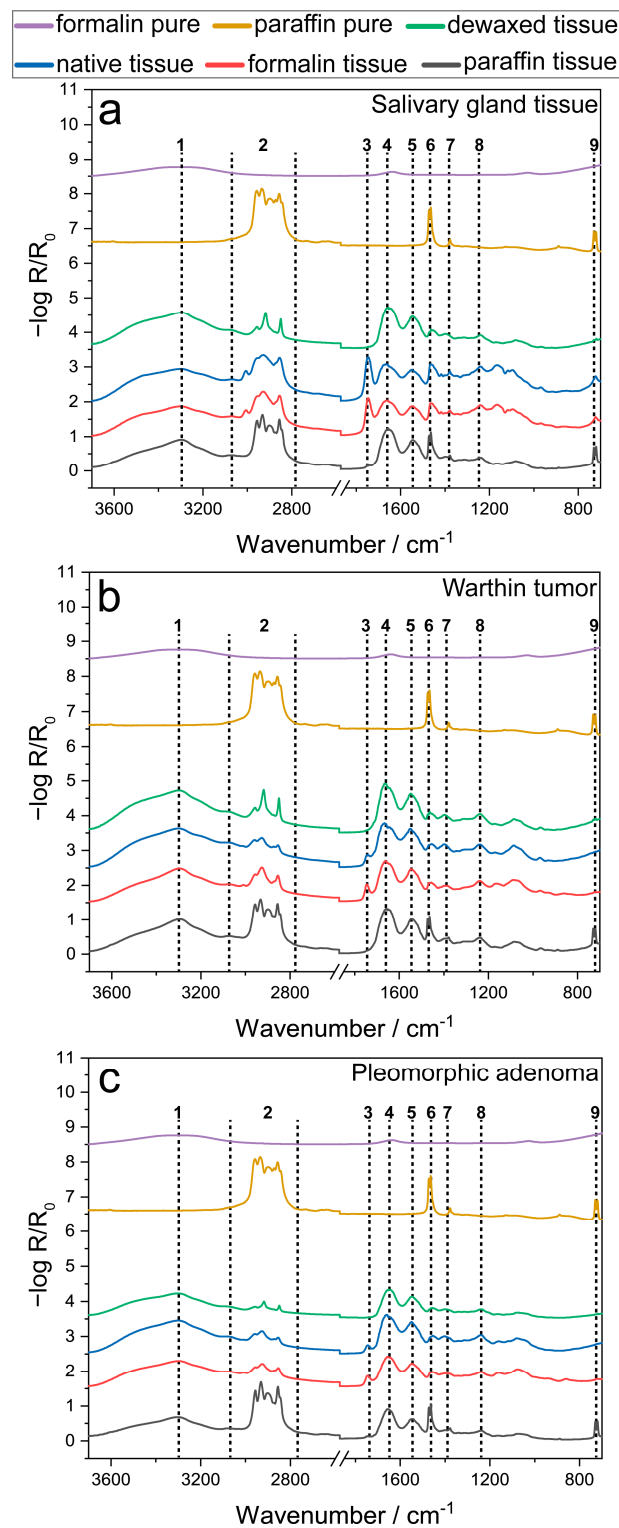 formalin pure paraffin pure dewaxed tissue
native tissue formalin tissue paraffin tissue
a Salivary gland tissue
11
10
1 2 3 4 5 6 7 8 9
9
8
7
6
5
4
3
2
1
0
−log R/R0
3600 3200 2800 // 1600 1200 800
Wavenumber / cm-1
b Warthin tumor
11
10
1 2 3 4 5 6 7 8 9
9
8
7
6
5
4
3
2
1
0
−log R/R0
3600 3200 2800 // 1600 1200 800
Wavenumber / cm-1
c Pleomorphic adenoma
11
10
1 2 3 4 5 6 7 8 9
9
8
7
6
5
4
3
2
1
0
−log R/R0
3600 3200 2800 // 1600 1200 800
Wavenumber / cm-1